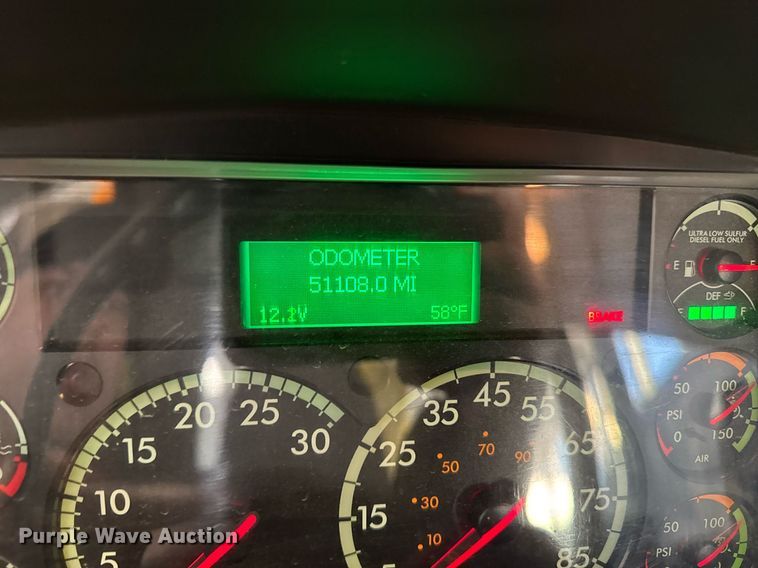 ODOMETER
51108.0 MI
12.1V 58°F
BRAKE
ULTRA LOW SULFUR
DIESEL FUEL ONLY
E F
DEF
E F
5 10 15 20 25 30
5 15 25 35 45 55 65 75 85
10 30 50 70 90
50 100
PSI
0 150
AIR
50 100
PSI
Purple Wave Auction